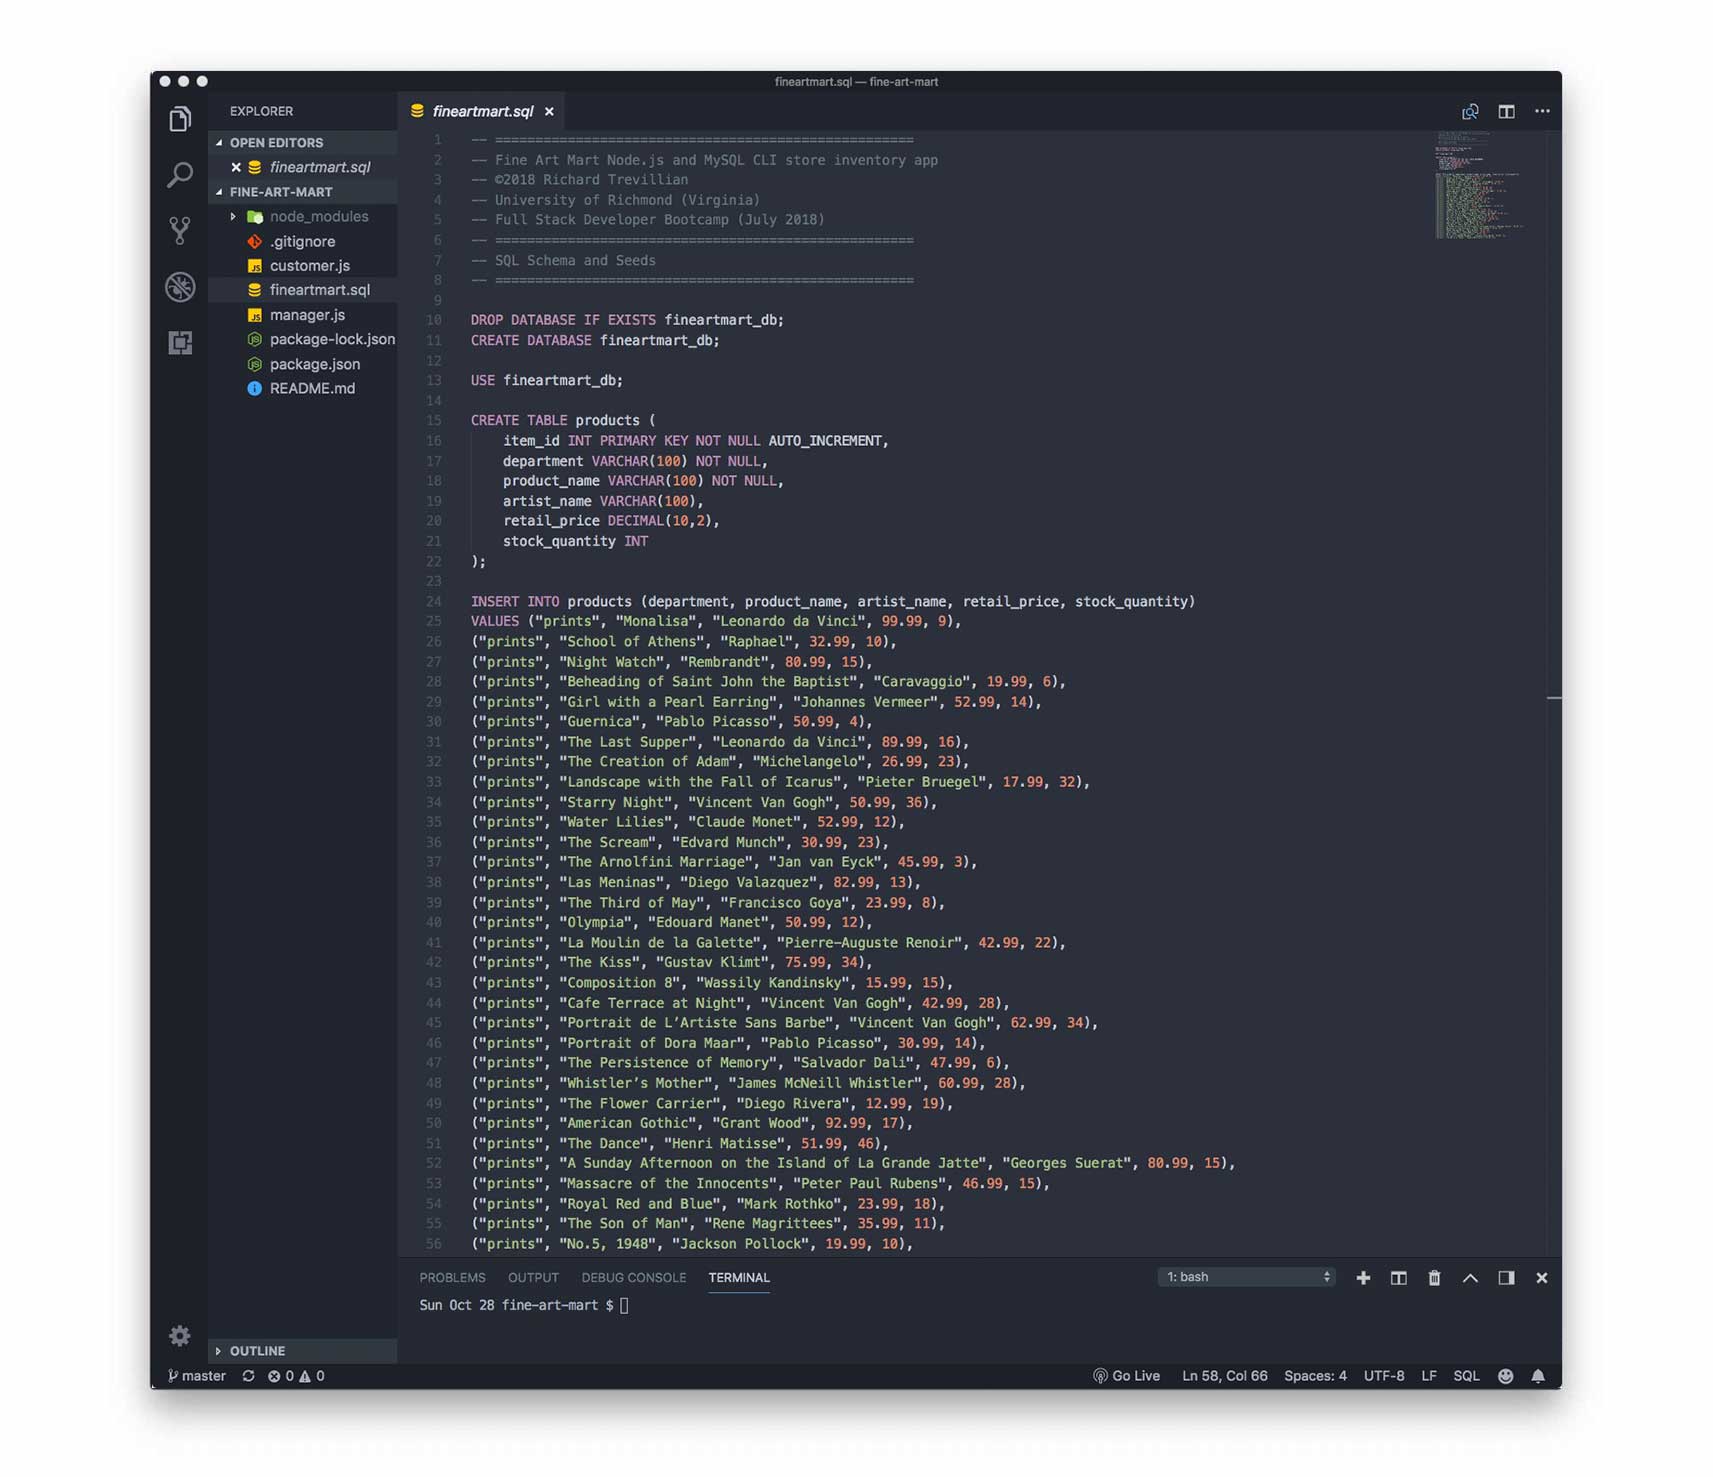 fineartmart.sql — fine-art-mart
EXPLORER
OPEN EDITORS
fineartmart.sql
FINE-ART-MART
node_modules
.gitignore
customer.js
fineartmart.sql
manager.js
package-lock.json
package.json
README.md
OUTLINE
fineartmart.sql
1 -- ====================================================
2 -- Fine Art Mart Node.js and MySQL CLI store inventory app
3 -- ©2018 Richard Trevillian
4 -- University of Richmond (Virginia)
5 -- Full Stack Developer Bootcamp (July 2018)
6 -- ====================================================
7 -- SQL Schema and Seeds
8 -- ====================================================
9
10 DROP DATABASE IF EXISTS fineartmart_db;
11 CREATE DATABASE fineartmart_db;
12
13 USE fineartmart_db;
14
15 CREATE TABLE products (
16     item_id INT PRIMARY KEY NOT NULL AUTO_INCREMENT,
17     department VARCHAR(100) NOT NULL,
18     product_name VARCHAR(100) NOT NULL,
19     artist_name VARCHAR(100),
20     retail_price DECIMAL(10,2),
21     stock_quantity INT
22 );
23
24 INSERT INTO products (department, product_name, artist_name, retail_price, stock_quantity)
25 VALUES ("prints", "Monalisa", "Leonardo da Vinci", 99.99, 9),
26 ("prints", "School of Athens", "Raphael", 32.99, 10),
27 ("prints", "Night Watch", "Rembrandt", 80.99, 15),
28 ("prints", "Beheading of Saint John the Baptist", "Caravaggio", 19.99, 6),
29 ("prints", "Girl with a Pearl Earring", "Johannes Vermeer", 52.99, 14),
30 ("prints", "Guernica", "Pablo Picasso", 50.99, 4),
31 ("prints", "The Last Supper", "Leonardo da Vinci", 89.99, 16),
32 ("prints", "The Creation of Adam", "Michelangelo", 26.99, 23),
33 ("prints", "Landscape with the Fall of Icarus", "Pieter Bruegel", 17.99, 32),
34 ("prints", "Starry Night", "Vincent Van Gogh", 50.99, 36),
35 ("prints", "Water Lilies", "Claude Monet", 52.99, 12),
36 ("prints", "The Scream", "Edvard Munch", 30.99, 23),
37 ("prints", "The Arnolfini Marriage", "Jan van Eyck", 45.99, 3),
38 ("prints", "Las Meninas", "Diego Valazquez", 82.99, 13),
39 ("prints", "The Third of May", "Francisco Goya", 23.99, 8),
40 ("prints", "Olympia", "Edouard Manet", 50.99, 12),
41 ("prints", "La Moulin de la Galette", "Pierre-Auguste Renoir", 42.99, 22),
42 ("prints", "The Kiss", "Gustav Klimt", 75.99, 34),
43 ("prints", "Composition 8", "Wassily Kandinsky", 15.99, 15),
44 ("prints", "Cafe Terrace at Night", "Vincent Van Gogh", 42.99, 28),
45 ("prints", "Portrait de L’Artiste Sans Barbe", "Vincent Van Gogh", 62.99, 34),
46 ("prints", "Portrait of Dora Maar", "Pablo Picasso", 30.99, 14),
47 ("prints", "The Persistence of Memory", "Salvador Dali", 47.99, 6),
48 ("prints", "Whistler’s Mother", "James McNeill Whistler", 60.99, 28),
49 ("prints", "The Flower Carrier", "Diego Rivera", 12.99, 19),
50 ("prints", "American Gothic", "Grant Wood", 92.99, 17),
51 ("prints", "The Dance", "Henri Matisse", 51.99, 46),
52 ("prints", "A Sunday Afternoon on the Island of La Grande Jatte", "Georges Suerat", 80.99, 15),
53 ("prints", "Massacre of the Innocents", "Peter Paul Rubens", 46.99, 15),
54 ("prints", "Royal Red and Blue", "Mark Rothko", 23.99, 18),
55 ("prints", "The Son of Man", "Rene Magrittees", 35.99, 11),
56 ("prints", "No.5, 1948", "Jackson Pollock", 19.99, 10),
PROBLEMS OUTPUT DEBUG CONSOLE TERMINAL 1: bash
Sun Oct 28 fine-art-mart $
master 0 0 Go Live Ln 58, Col 66 Spaces: 4 UTF-8 LF SQL